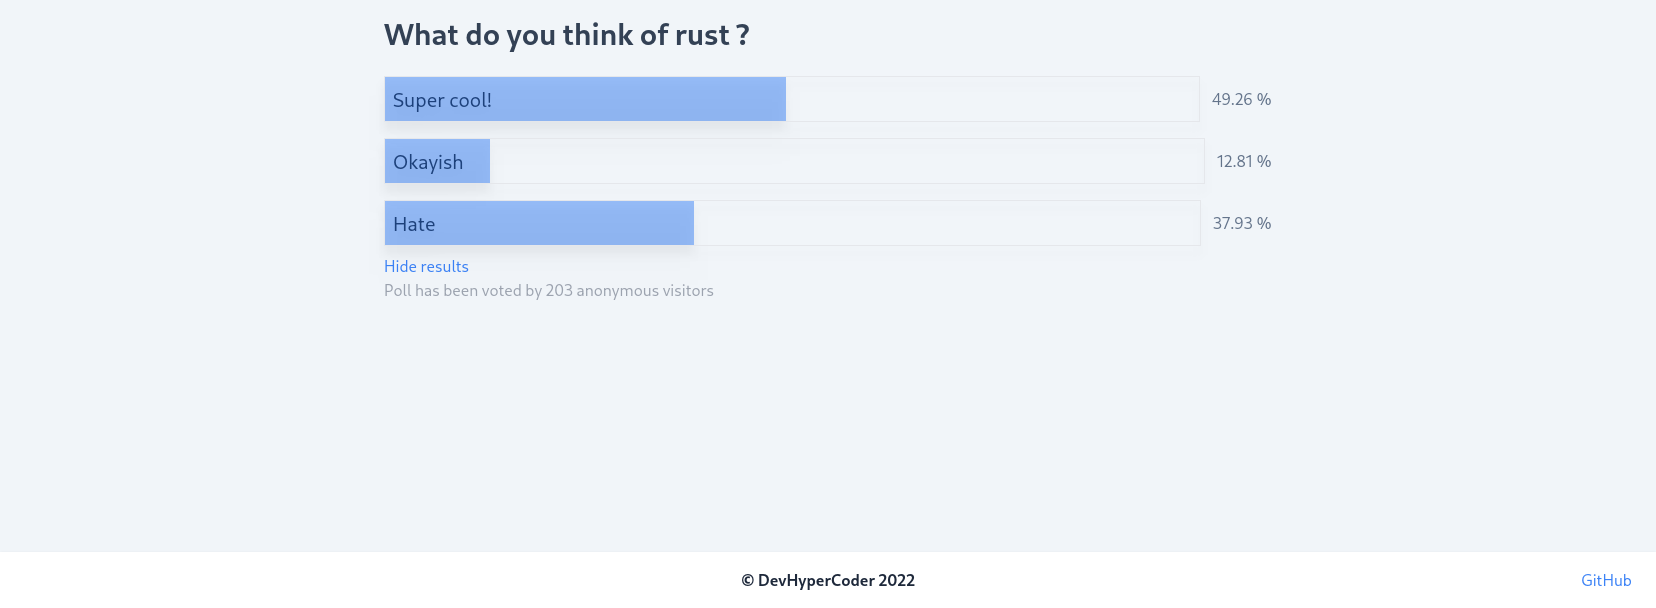 What do you think of rust ?
Super cool! 49.26 %
Okayish 12.81 %
Hate 37.93 %
Hide results
Poll has been voted by 203 anonymous visitors
© DevHyperCoder 2022 GitHub